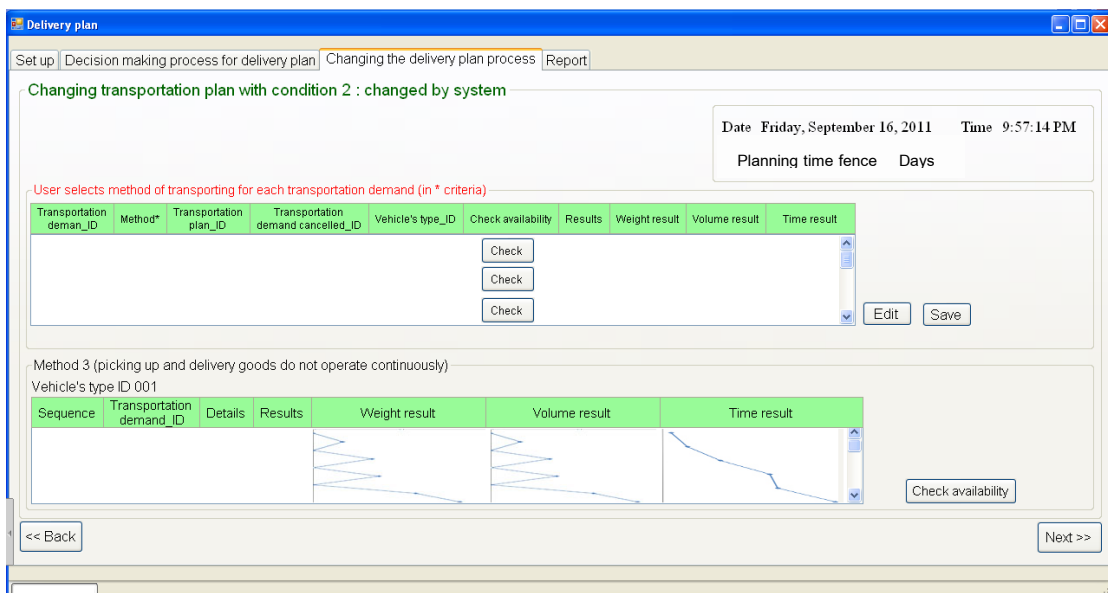 Delivery plan
Set up Decision making process for delivery plan Changing the delivery plan process Report
Changing transportation plan with condition 2 : changed by system
Date Friday, September 16, 2011 Time 9:57:14 PM
Planning time fence Days
User selects method of transporting for each transportation demand (in * criteria)
Transportation deman_ID Method* Transportation plan_ID Transportation demand cancelled_ID Vehicle's type_ID Check availability Results Weight result Volume result Time result
Check
Check
Check
Edit Save
Method 3 (picking up and delivery goods do not operate continuously)
Vehicle's type ID 001
Sequence Transportation demand_ID Details Results Weight result Volume result Time result
Check availability
<< Back Next >>